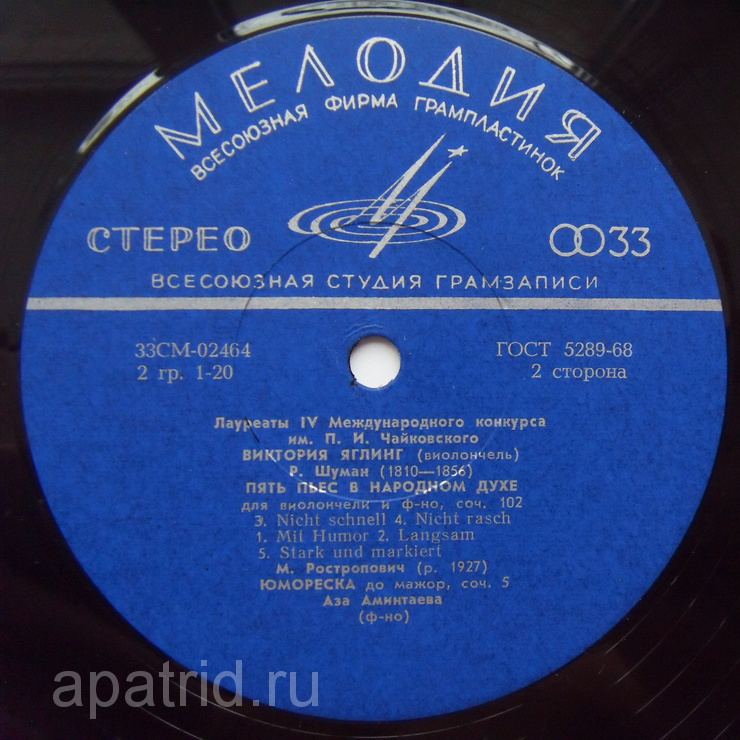 МЕЛОДИЯ
ВСЕСОЮЗНАЯ ФИРМА ГРАМПЛАСТИНОК
СТЕРЕО
33
ВСЕСОЮЗНАЯ СТУДИЯ ГРАМЗАПИСИ
33СМ-02464
ГОСТ 5289-68
2 гр. 1-20
2 сторона
Лауреаты IV Международного конкурса
им. П. И. Чайковского
ВИКТОРИЯ ЯГЛИНГ (виолончель)
Р. Шуман (1810—1856)
ПЯТЬ ПЬЕС В НАРОДНОМ ДУХЕ
для виолончели и ф-но, соч. 102
3. Nicht schnell 4. Nicht rasch
1. Mit Humor 2. Langsam
5. Stark und markiert
М. Ростропович (р. 1927)
ЮМОРЕСКА до мажор, соч. 5
Аза Аминтаева
(ф-но)
apatrid.ru